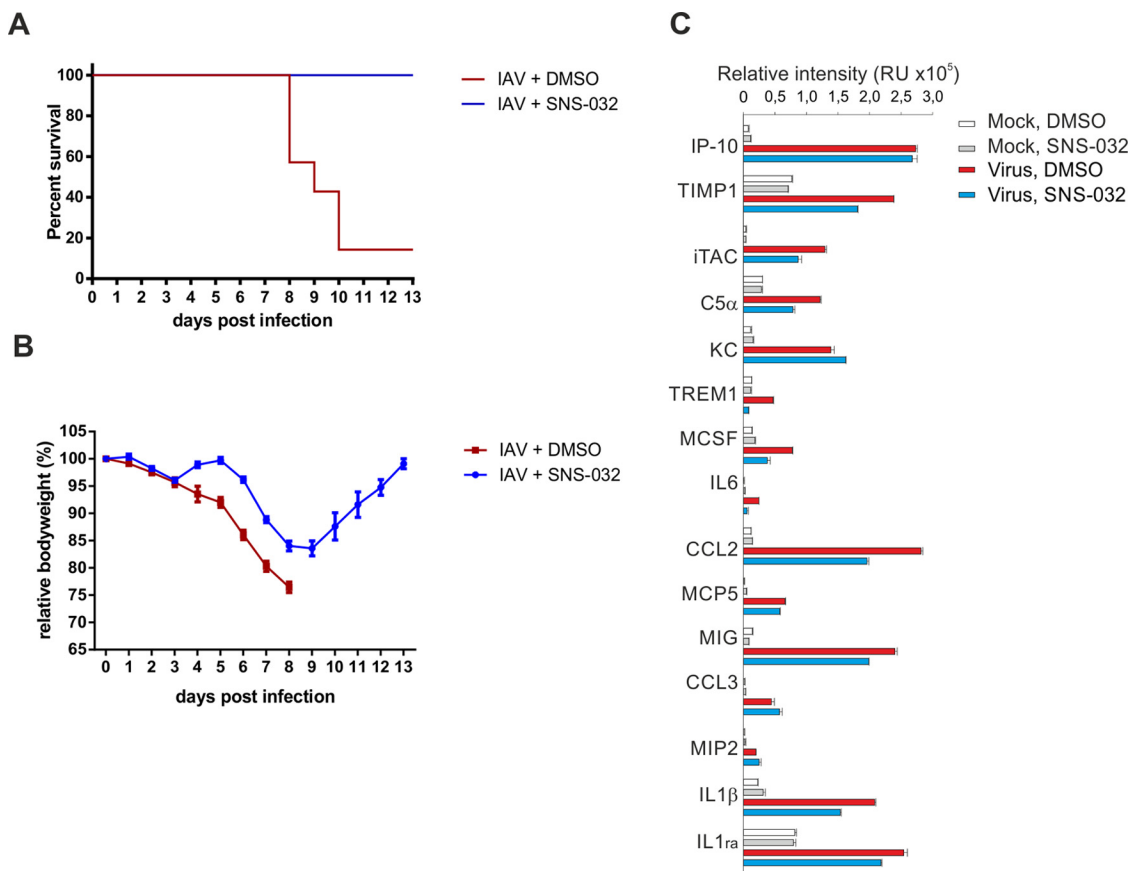 A
Percent survival
100
80
60
40
20
0
0 1 2 3 4 5 6 7 8 9 10 11 12 13
days post infection
IAV + DMSO
IAV + SNS-032
B
relative bodyweight (%)
105
100
95
90
85
80
75
70
65
0 1 2 3 4 5 6 7 8 9 10 11 12 13
days post infection
IAV + DMSO
IAV + SNS-032
C
Relative intensity (RU x10⁵)
0 0,5 1,0 1,5 2,0 2,5 3,0
Mock, DMSO
Mock, SNS-032
Virus, DMSO
Virus, SNS-032
IP-10
TIMP1
iTAC
C5α
KC
TREM1
MCSF
IL6
CCL2
MCP5
MIG
CCL3
MIP2
IL1β
IL1ra